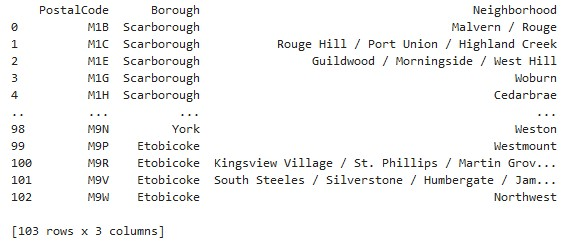 PostalCode Borough Neighborhood
0 M1B Scarborough Malvern / Rouge
1 M1C Scarborough Rouge Hill / Port Union / Highland Creek
2 M1E Scarborough Guildwood / Morningside / West Hill
3 M1G Scarborough Woburn
4 M1H Scarborough Cedarbrae
.. ... ... ...
98 M9N York Weston
99 M9P Etobicoke Westmount
100 M9R Etobicoke Kingsview Village / St. Phillips / Martin Grov...
101 M9V Etobicoke South Steeles / Silverstone / Humbergate / Jam...
102 M9W Etobicoke Northwest
[103 rows x 3 columns]